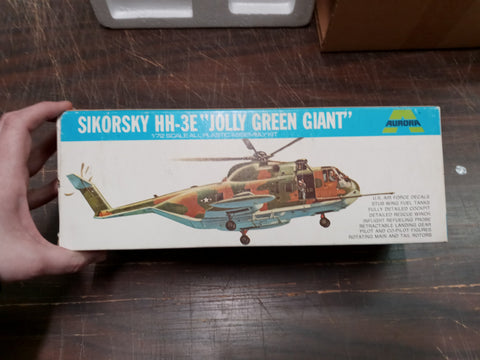 SIKORSKY HH-3E "JOLLY GREEN GIANT"
AURORA
1/72 SCALE ALL PLASTIC ASSEMBLY KIT
U.S. AIR FORCE DECALS
STUB WING FUEL TANKS
FULLY DETAILED COCKPIT
DETAILED RESCUE WINCH
INFLIGHT REFUELING PROBE
RETRACTABLE LANDING GEAR
PILOT AND CO-PILOT FIGURES
ROTATING MAIN AND TAIL ROTORS